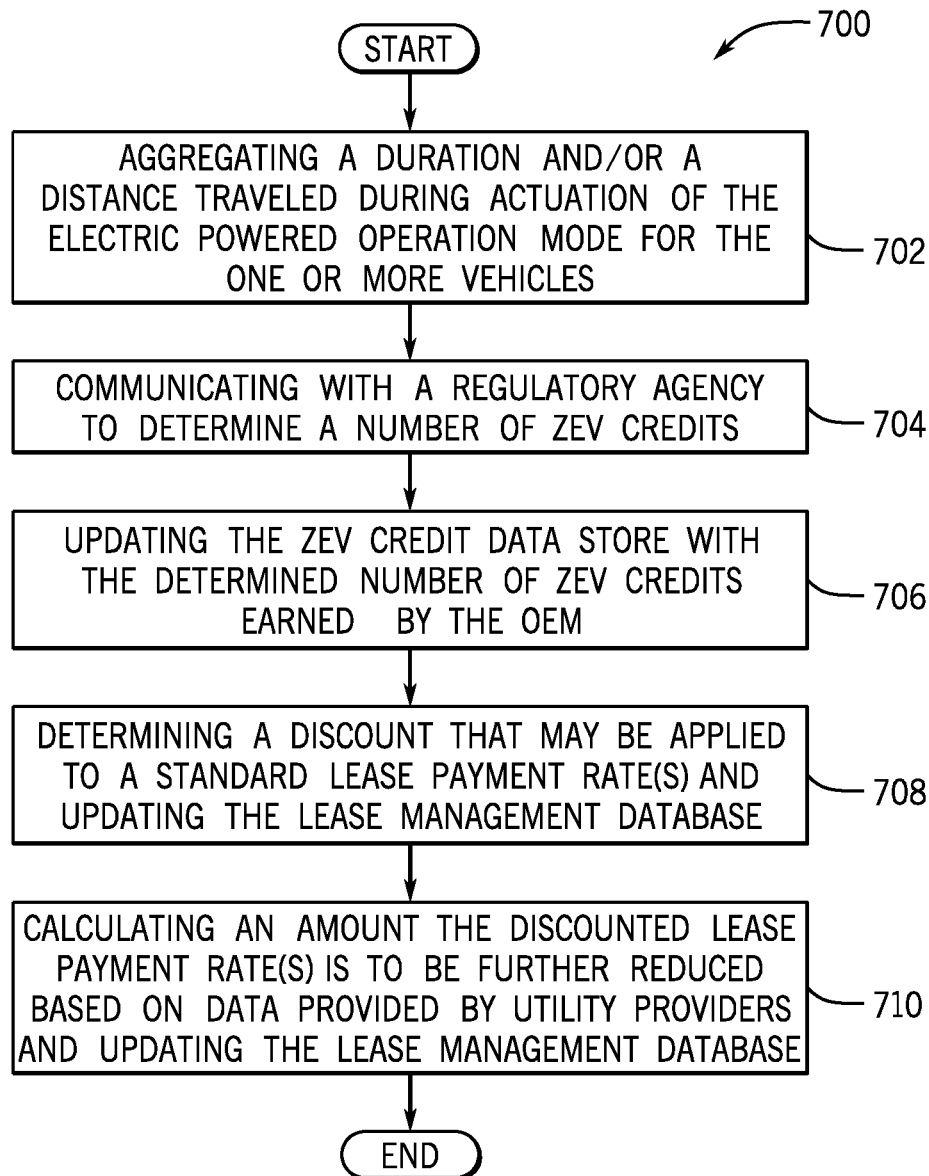 700
START
AGGREGATING A DURATION AND/OR A
DISTANCE TRAVELED DURING ACTUATION OF THE
ELECTRIC POWERED OPERATION MODE FOR THE
ONE OR MORE VEHICLES
702
COMMUNICATING WITH A REGULATORY AGENCY
TO DETERMINE A NUMBER OF ZEV CREDITS
704
UPDATING THE ZEV CREDIT DATA STORE WITH
THE DETERMINED NUMBER OF ZEV CREDITS
EARNED BY THE OEM
706
DETERMINING A DISCOUNT THAT MAY BE APPLIED
TO A STANDARD LEASE PAYMENT RATE(S) AND
UPDATING THE LEASE MANAGEMENT DATABASE
708
CALCULATING AN AMOUNT THE DISCOUNTED LEASE
PAYMENT RATE(S) IS TO BE FURTHER REDUCED
BASED ON DATA PROVIDED BY UTILITY PROVIDERS
AND UPDATING THE LEASE MANAGEMENT DATABASE
710
END